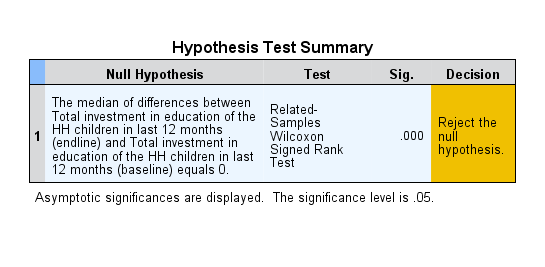 Hypothesis Test Summary
Null Hypothesis
Test
Sig.
Decision
1
The median of differences between
Total investment in education of the
HH children in last 12 months
(endline) and Total investment in
education of the HH children in last
12 months (baseline) equals 0.
Related-
Samples
Wilcoxon
Signed Rank
Test
.000
Reject the
null
hypothesis.
Asymptotic significances are displayed.  The significance level is .05.